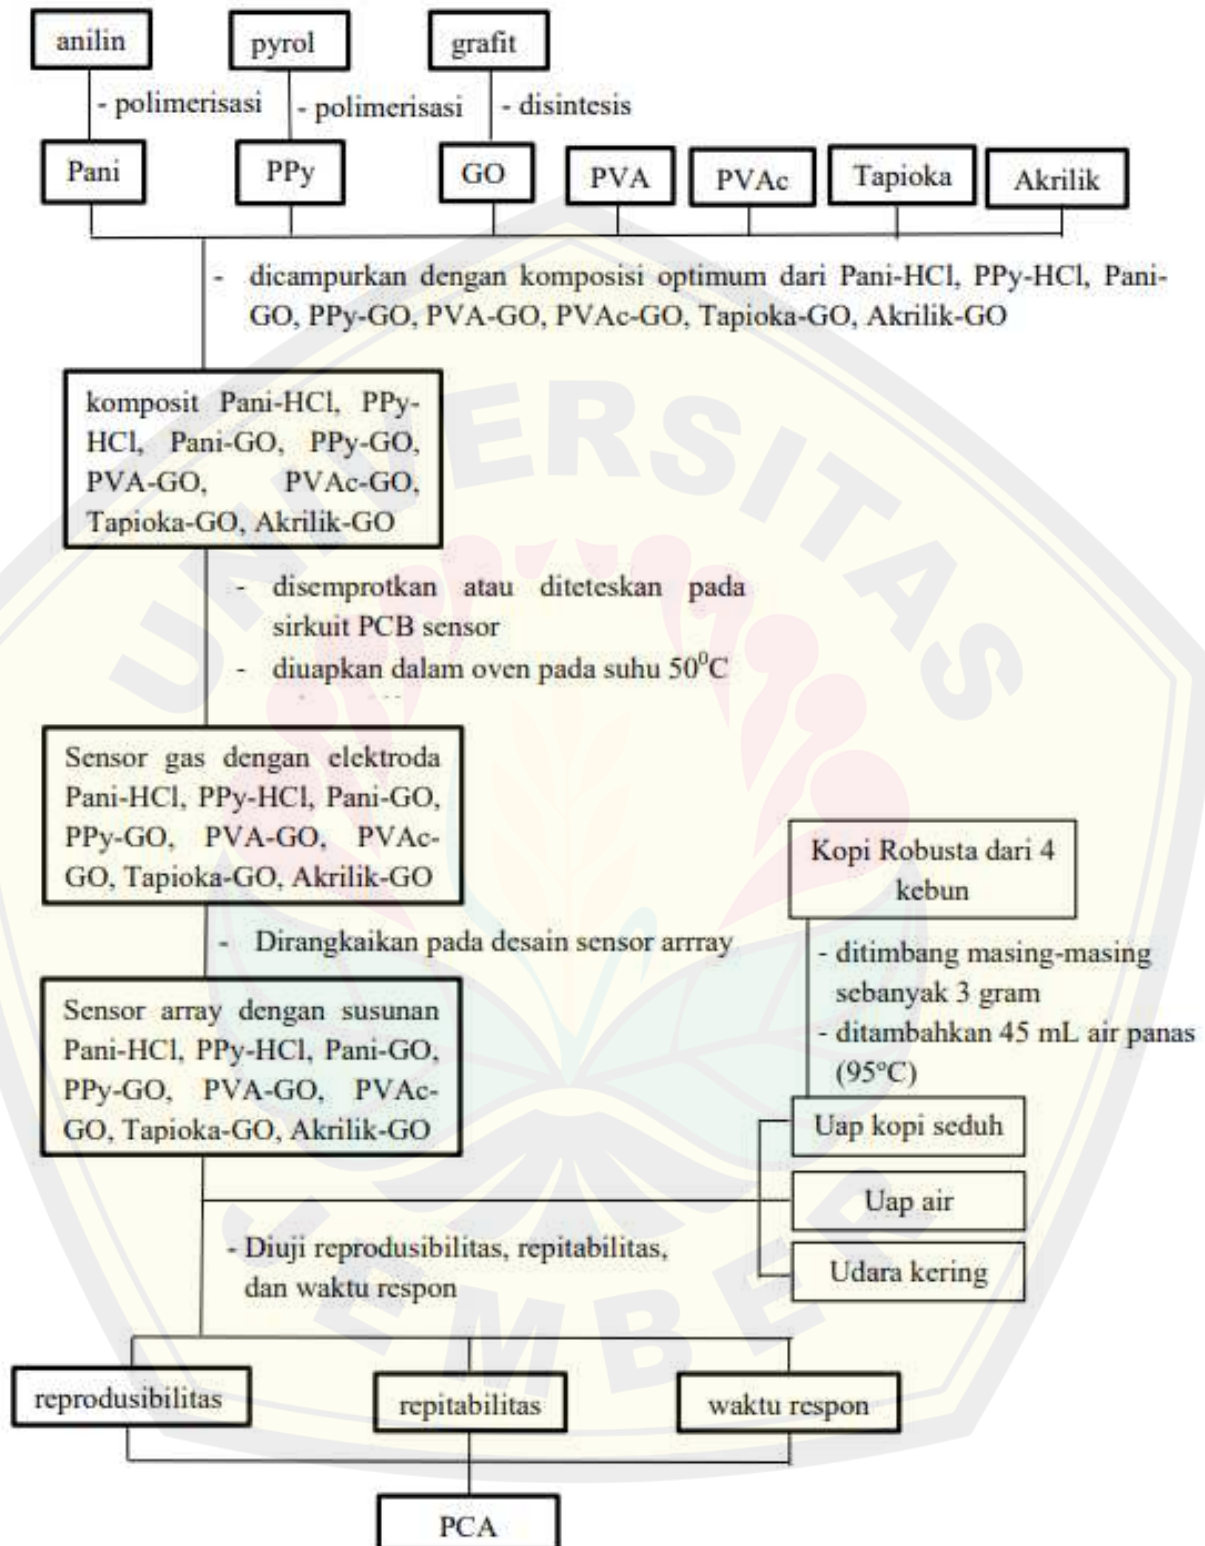 anilin
pyrol
grafit
- polimerisasi
- polimerisasi
- disintesis
Pani
PPy
GO
PVA
PVAc
Tapioka
Akrilik
- dicampurkan dengan komposisi optimum dari Pani-HCl, PPy-HCl, Pani-
GO, PPy-GO, PVA-GO, PVAc-GO, Tapioka-GO, Akrilik-GO
komposit Pani-HCl, PPy-
HCl, Pani-GO, PPy-GO,
PVA-GO, PVAc-GO,
Tapioka-GO, Akrilik-GO
- disemprotkan atau diteteskan pada
sirkuit PCB sensor
- diuapkan dalam oven pada suhu 50⁰C
Sensor gas dengan elektroda
Pani-HCl, PPy-HCl, Pani-GO,
PPy-GO, PVA-GO, PVAc-
GO, Tapioka-GO, Akrilik-GO
- Dirangkaikan pada desain sensor arrray
Sensor array dengan susunan
Pani-HCl, PPy-HCl, Pani-GO,
PPy-GO, PVA-GO, PVAc-
GO, Tapioka-GO, Akrilik-GO
Kopi Robusta dari 4
kebun
- ditimbang masing-masing
sebanyak 3 gram
- ditambahkan 45 mL air panas
(95°C)
Uap kopi seduh
Uap air
Udara kering
- Diuji reprodusibilitas, repitabilitas,
dan waktu respon
reprodusibilitas
repitabilitas
waktu respon
PCA
UNIVERSITAS
JEMBER